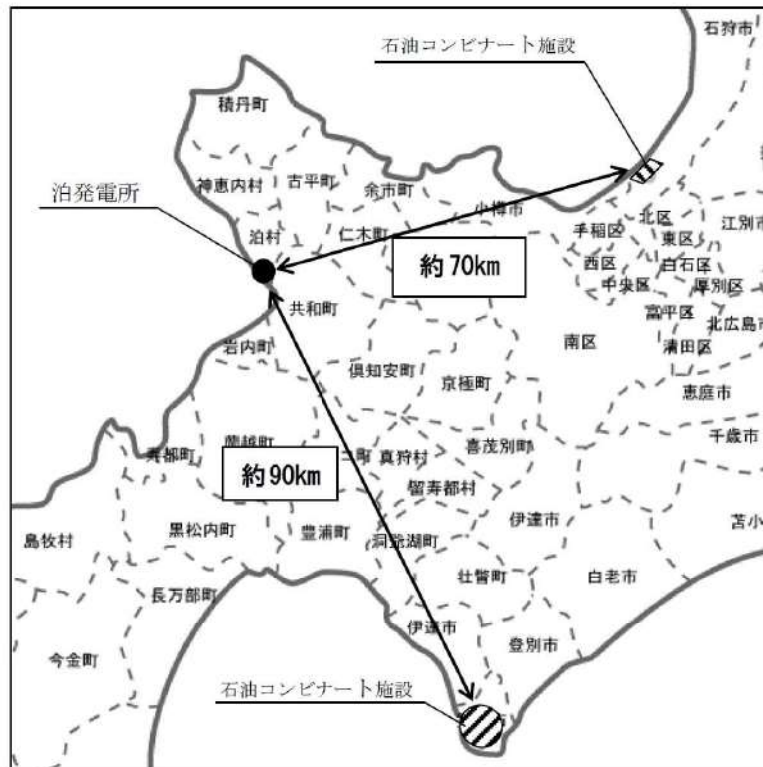 石狩市
石油コンビナート施設
積丹町
神恵内村
古平町
余市町
泊発電所
小樽市
北区
江別市
手稲区
東区
泊村
仁木町
西区
白石区
約70km
中央区
厚別区
共和町
富平区
北広島市
岩内町
南区
清田区
倶知安町
京極町
恵庭市
千歳市
蘭越町
喜茂別町
寿都町
真狩村
約90km
留寿都村
伊達市
苫小
島牧村
黒松内町
豊浦町
洞爺湖町
壮瞥町
白老市
長万部町
伊達市
登別市
今金町
石油コンビナート施設